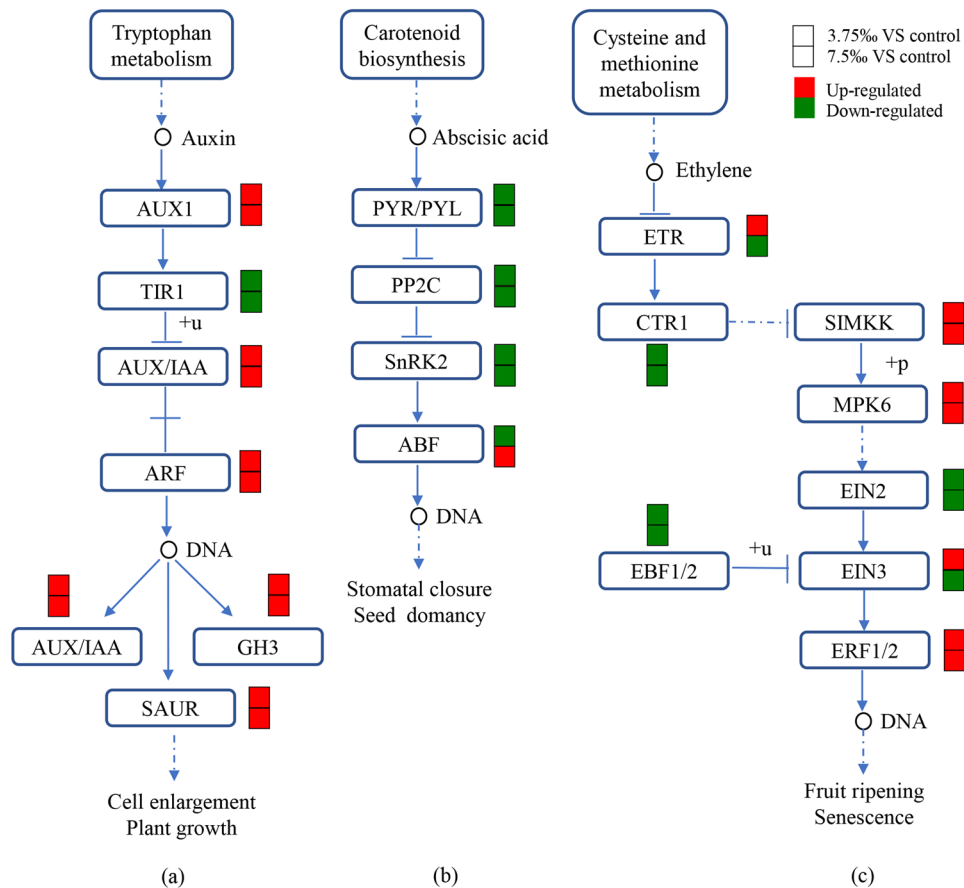 Tryptophan
metabolism
Auxin
AUX1
TIR1
+u
AUX/IAA
ARF
DNA
AUX/IAA
GH3
SAUR
Cell enlargement
Plant growth
(a)
Carotenoid
biosynthesis
Abscisic acid
PYR/PYL
PP2C
SnRK2
ABF
DNA
Stomatal closure
Seed domancy
(b)
Cysteine and
methionine
metabolism
Ethylene
ETR
CTR1
SIMKK
+p
MPK6
EIN2
EBF1/2
+u
EIN3
ERF1/2
DNA
Fruit ripening
Senescence
(c)
3.75‰ VS control
7.5‰ VS control
Up-regulated
Down-regulated